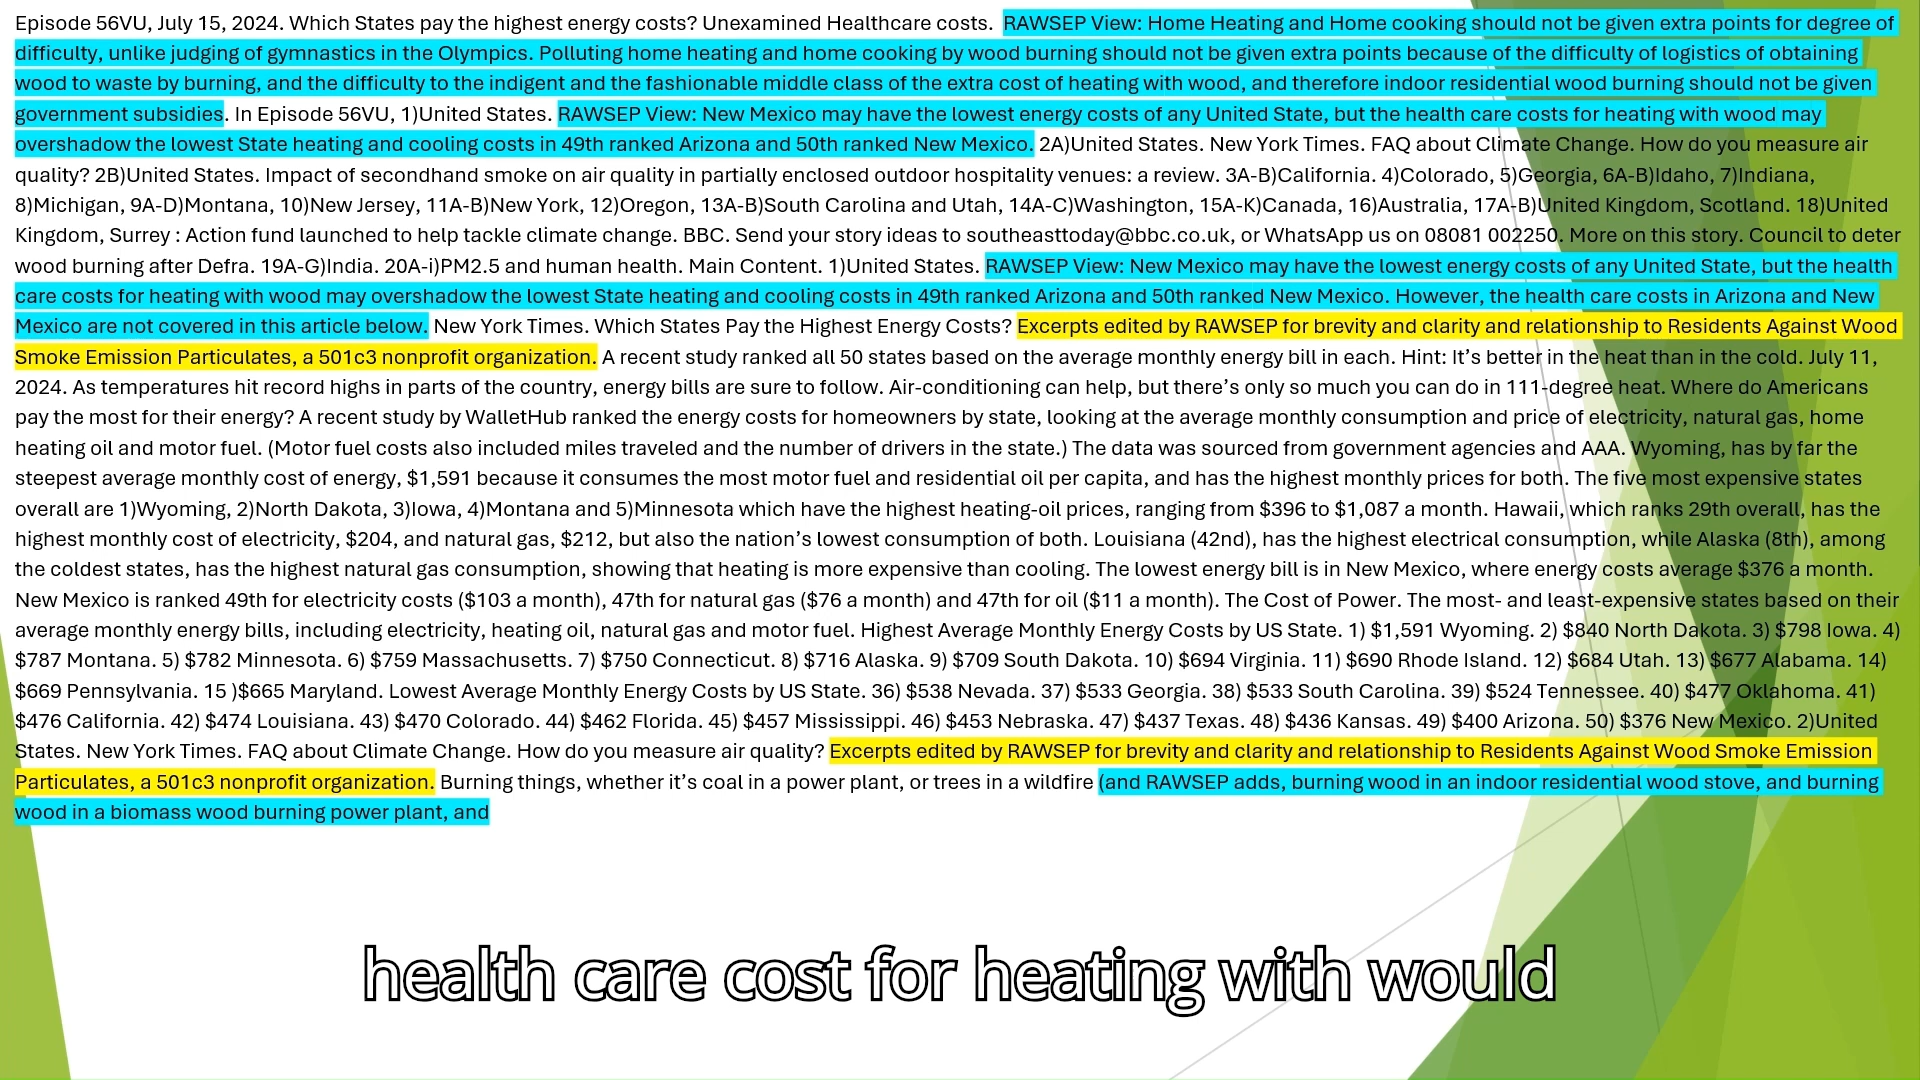 Episode 56VU, July 15, 2024. Which States pay the highest energy costs? Unexamined Healthcare costs. RAWSEP View: Home Heating and Home cooking should not be given extra points for degree of
difficulty, unlike judging of gymnastics in the Olympics. Polluting home heating and home cooking by wood burning should not be given extra points because of the difficulty of logistics of obtaining
wood to waste by burning, and the difficulty to the indigent and the fashionable middle class of the extra cost of heating with wood, and therefore indoor residential wood burning should not be given
government subsidies. In Episode 56VU, 1)United States. RAWSEP View: New Mexico may have the lowest energy costs of any United State, but the health care costs for heating with wood may
overshadow the lowest State heating and cooling costs in 49th ranked Arizona and 50th ranked New Mexico. 2A)United States. New York Times. FAQ about Climate Change. How do you measure air
quality? 2B)United States. Impact of secondhand smoke on air quality in partially enclosed outdoor hospitality venues: a review. 3A-B)California. 4)Colorado, 5)Georgia, 6A-B)Idaho, 7)Indiana,
8)Michigan, 9A-D)Montana, 10)New Jersey, 11A-B)New York, 12)Oregon, 13A-B)South Carolina and Utah, 14A-C)Washington, 15A-K)Canada, 16)Australia, 17A-B)United Kingdom, Scotland. 18)United
Kingdom, Surrey : Action fund launched to help tackle climate change. BBC. Send your story ideas to southeasttoday@bbc.co.uk, or WhatsApp us on 08081 002250. More on this story. Council to deter
wood burning after Defra. 19A-G)India. 20A-i)PM2.5 and human health. Main Content. 1)United States. RAWSEP View: New Mexico may have the lowest energy costs of any United State, but the health
care costs for heating with wood may overshadow the lowest State heating and cooling costs in 49th ranked Arizona and 50th ranked New Mexico. However, the health care costs in Arizona and New
Mexico are not covered in this article below. New York Times. Which States Pay the Highest Energy Costs? Excerpts edited by RAWSEP for brevity and clarity and relationship to Residents Against Wood
Smoke Emission Particulates, a 501c3 nonprofit organization. A recent study ranked all 50 states based on the average monthly energy bill in each. Hint: It’s better in the heat than in the cold. July 11,
2024. As temperatures hit record highs in parts of the country, energy bills are sure to follow. Air-conditioning can help, but there’s only so much you can do in 111-degree heat. Where do Americans
pay the most for their energy? A recent study by WalletHub ranked the energy costs for homeowners by state, looking at the average monthly consumption and price of electricity, natural gas, home
heating oil and motor fuel. (Motor fuel costs also included miles traveled and the number of drivers in the state.) The data was sourced from government agencies and AAA. Wyoming, has by far the
steepest average monthly cost of energy, $1,591 because it consumes the most motor fuel and residential oil per capita, and has the highest monthly prices for both. The five most expensive states
overall are 1)Wyoming, 2)North Dakota, 3)Iowa, 4)Montana and 5)Minnesota which have the highest heating-oil prices, ranging from $396 to $1,087 a month. Hawaii, which ranks 29th overall, has the
highest monthly cost of electricity, $204, and natural gas, $212, but also the nation’s lowest consumption of both. Louisiana (42nd), has the highest electrical consumption, while Alaska (8th), among
the coldest states, has the highest natural gas consumption, showing that heating is more expensive than cooling. The lowest energy bill is in New Mexico, where energy costs average $376 a month.
New Mexico is ranked 49th for electricity costs ($103 a month), 47th for natural gas ($76 a month) and 47th for oil ($11 a month). The Cost of Power. The most- and least-expensive states based on their
average monthly energy bills, including electricity, heating oil, natural gas and motor fuel. Highest Average Monthly Energy Costs by US State. 1) $1,591 Wyoming. 2) $840 North Dakota. 3) $798 Iowa. 4)
$787 Montana. 5) $782 Minnesota. 6) $759 Massachusetts. 7) $750 Connecticut. 8) $716 Alaska. 9) $709 South Dakota. 10) $694 Virginia. 11) $690 Rhode Island. 12) $684 Utah. 13) $677 Alabama. 14)
$669 Pennsylvania. 15 )$665 Maryland. Lowest Average Monthly Energy Costs by US State. 36) $538 Nevada. 37) $533 Georgia. 38) $533 South Carolina. 39) $524 Tennessee. 40) $477 Oklahoma. 41)
$476 California. 42) $474 Louisiana. 43) $470 Colorado. 44) $462 Florida. 45) $457 Mississippi. 46) $453 Nebraska. 47) $437 Texas. 48) $436 Kansas. 49) $400 Arizona. 50) $376 New Mexico. 2)United
States. New York Times. FAQ about Climate Change. How do you measure air quality? Excerpts edited by RAWSEP for brevity and clarity and relationship to Residents Against Wood Smoke Emission
Particulates, a 501c3 nonprofit organization. Burning things, whether it’s coal in a power plant, or trees in a wildfire (and RAWSEP adds, burning wood in an indoor residential wood stove, and burning
wood in a biomass wood burning power plant, and
health care cost for heating with would